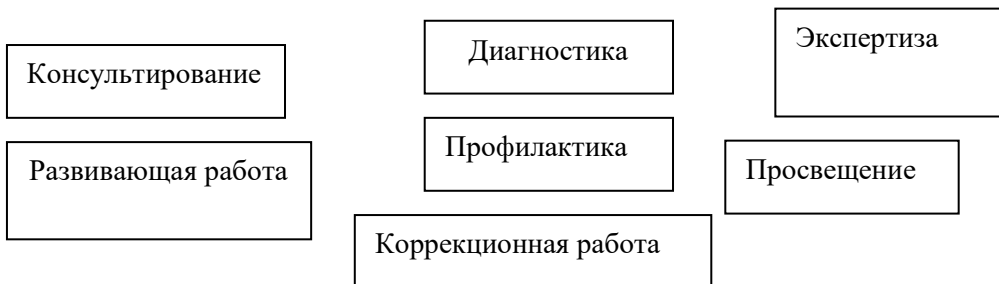 Консультирование
Диагностика
Экспертиза
Развивающая работа
Профилактика
Просвещение
Коррекционная работа